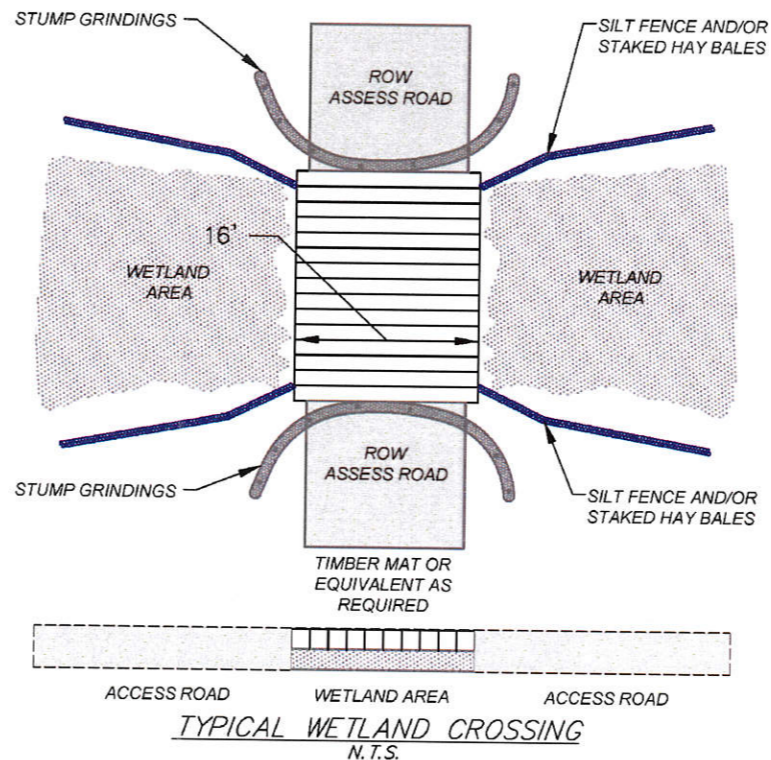 STUMP GRINDINGS
ROW
ASSESS ROAD
SILT FENCE AND/OR
STAKED HAY BALES
16'
WETLAND
AREA
WETLAND
AREA
ROW
ASSESS ROAD
STUMP GRINDINGS
SILT FENCE AND/OR
STAKED HAY BALES
TIMBER MAT OR
EQUIVALENT AS
REQUIRED
ACCESS ROAD
WETLAND AREA
ACCESS ROAD
TYPICAL WETLAND CROSSING
N.T.S.